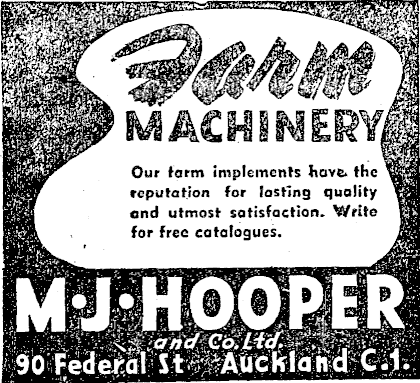 Farm
MACHINERY
Our farm implements have the
reputation for lasting quality
and utmost satisfaction. Write
for free catalogues.
M·J·HOOPER
and Co. Ltd.
90 Federal St Auckland C.1.